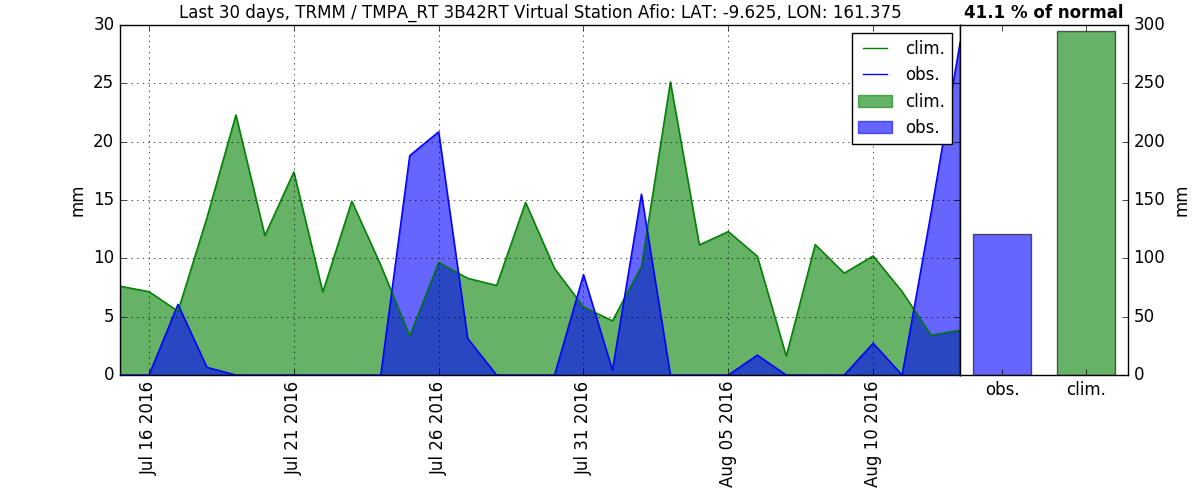 Last 30 days, TRMM / TMPA_RT 3B42RT Virtual Station Afio: LAT: -9.625, LON: 161.375
41.1 % of normal
30
25
20
15
10
5
0
mm
clim.
obs.
clim.
obs.
300
250
200
150
100
50
0
mm
Jul 16 2016
Jul 21 2016
Jul 26 2016
Jul 31 2016
Aug 05 2016
Aug 10 2016
obs.
clim.